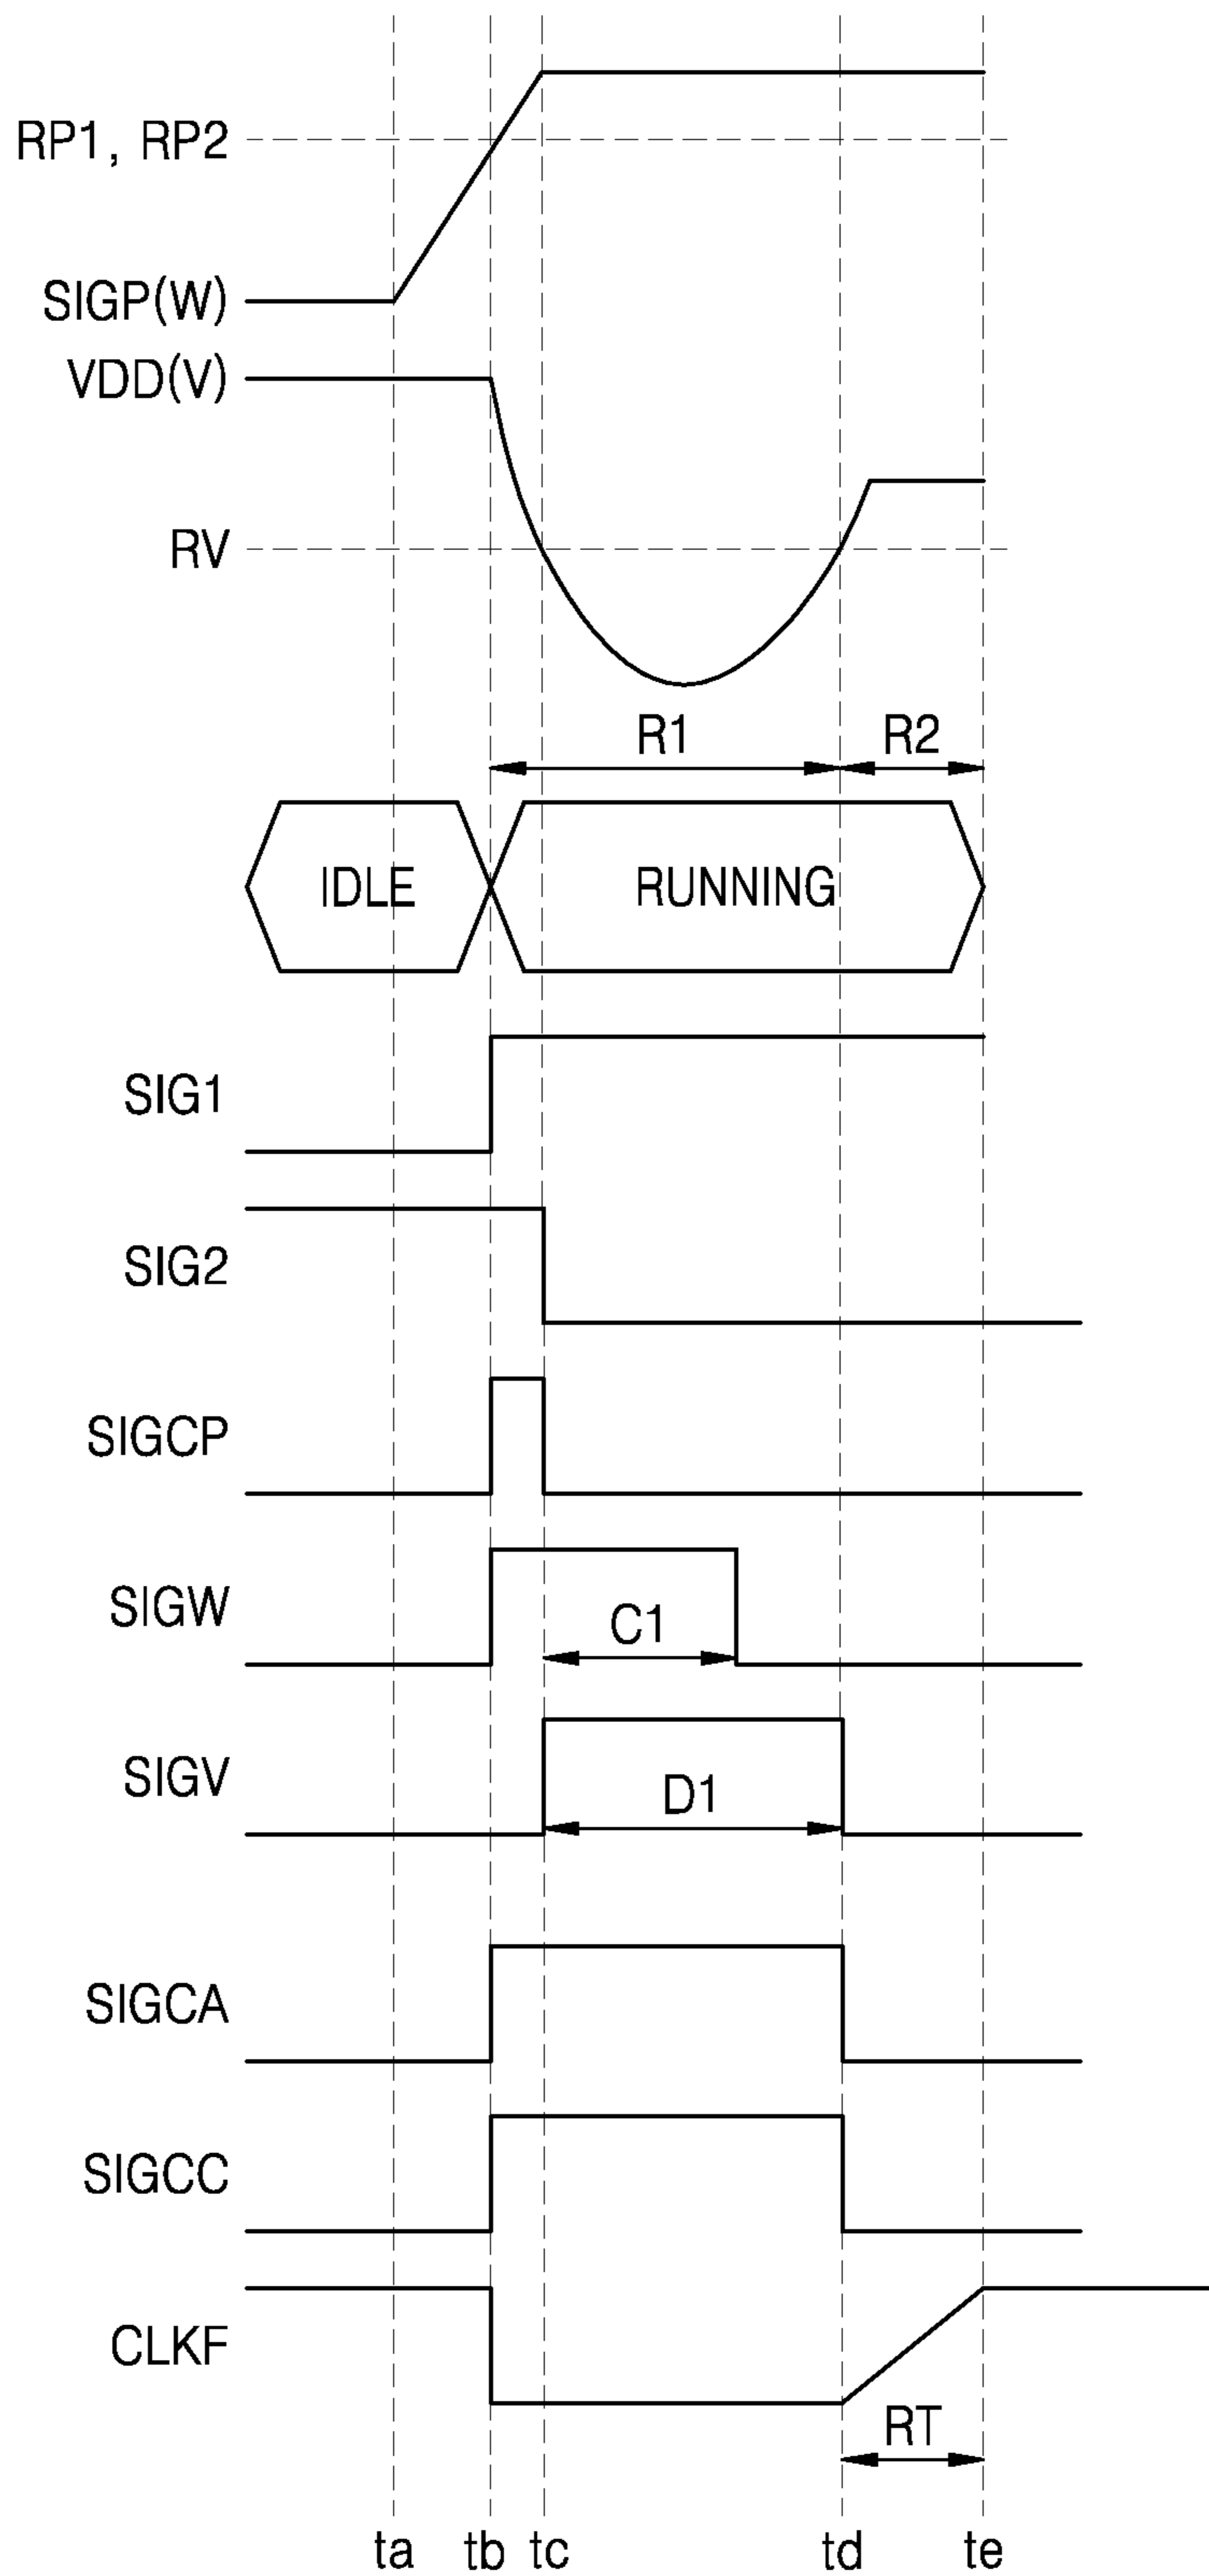 RP1, RP2
SIGP(W)
VDD(V)
RV
R1 R2
IDLE RUNNING
SIG1
SIG2
SIGCP
SIGW
C1
SIGV
D1
SIGCA
SIGCC
CLKF
RT
ta tb tc td te